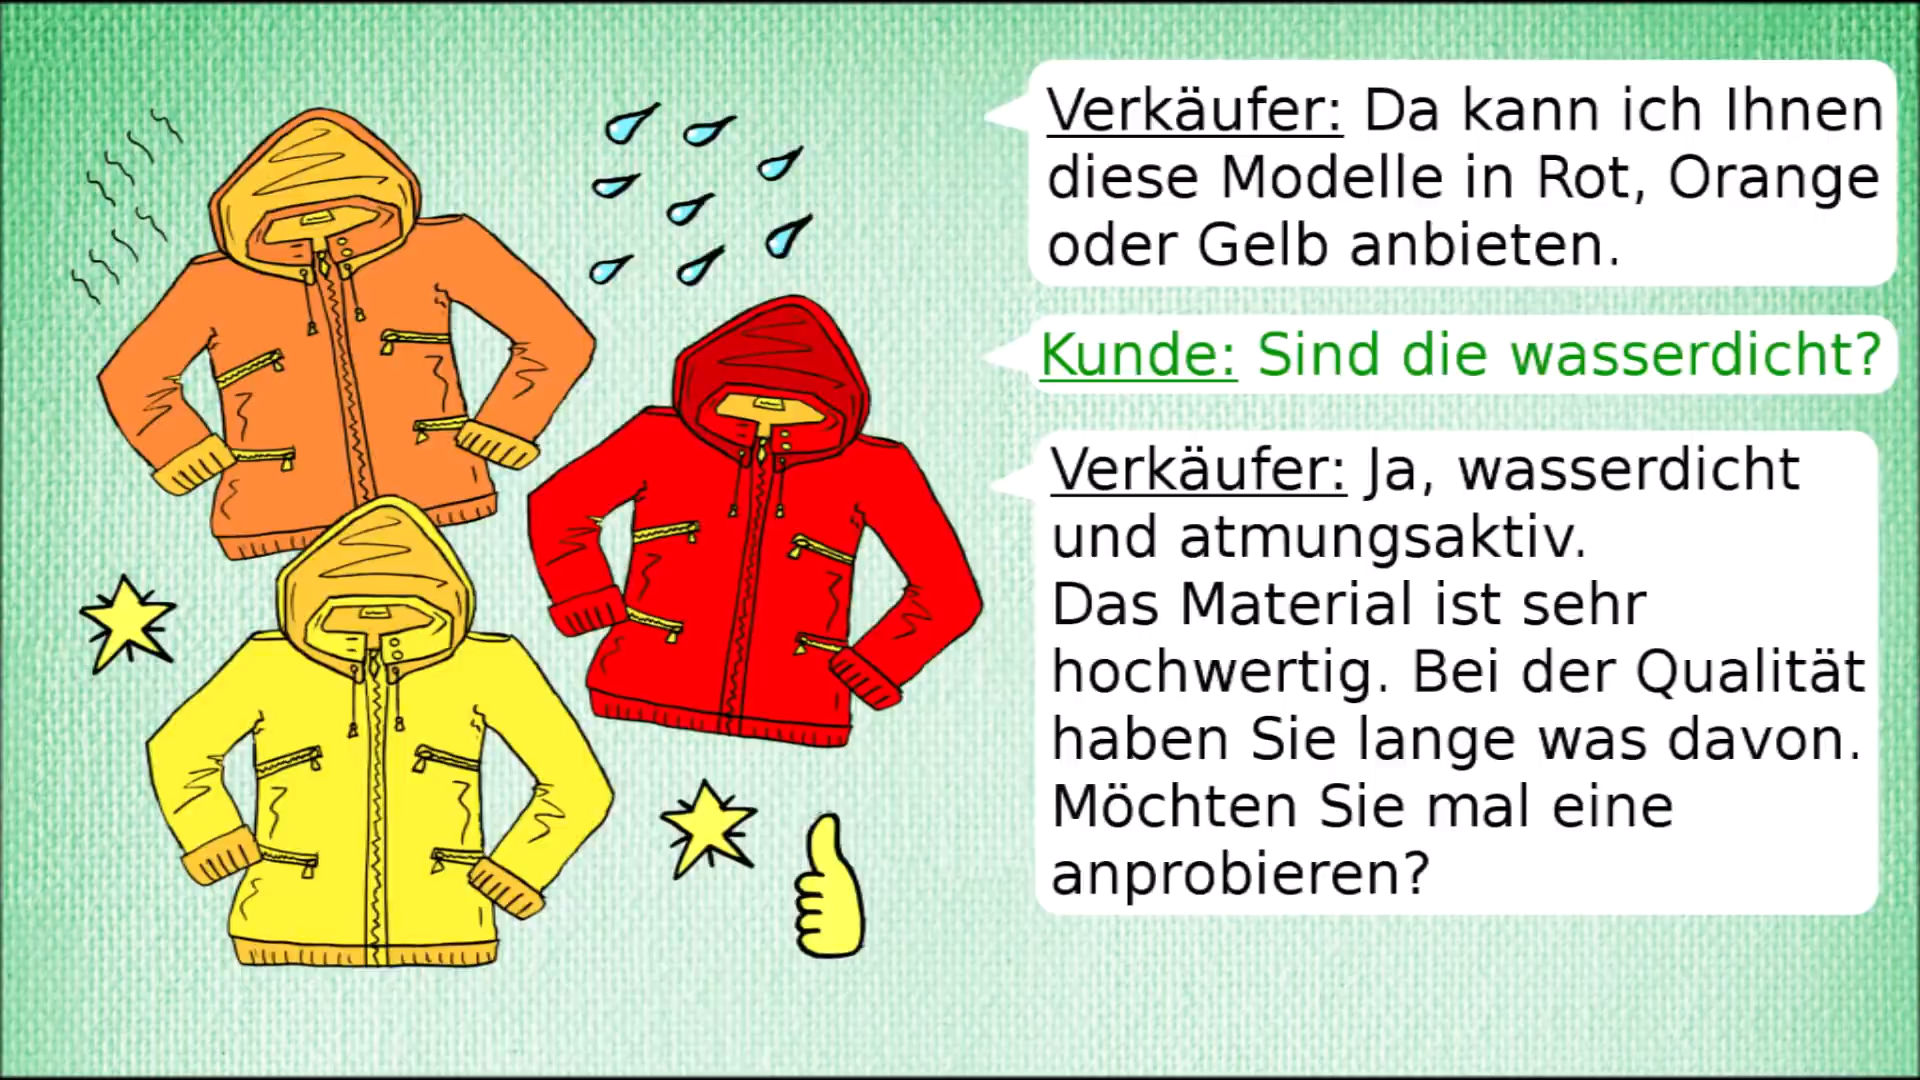 Verkäufer: Da kann ich Ihnen
diese Modelle in Rot, Orange
oder Gelb anbieten.
Kunde: Sind die wasserdicht?
Verkäufer: Ja, wasserdicht
und atmungsaktiv.
Das Material ist sehr
hochwertig. Bei der Qualität
haben Sie lange was davon.
Möchten Sie mal eine
anprobieren?